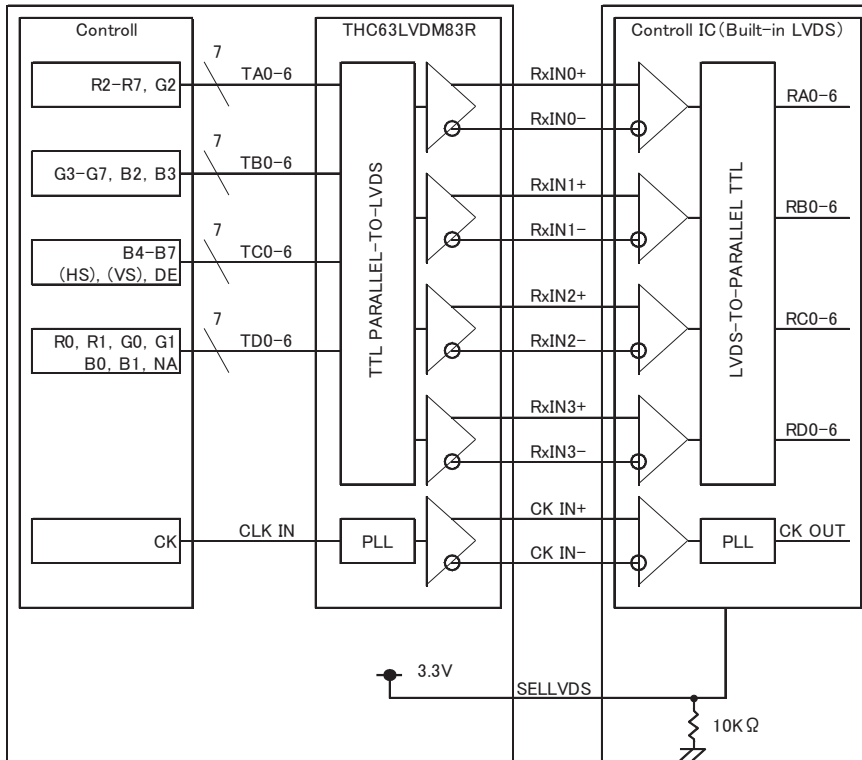 Controll
THC63LVDM83R
Controll IC(Built-in LVDS)
R2-R7, G2
7
TA0-6
RxIN0+
RxIN0-
RA0-6
G3-G7, B2, B3
7
TB0-6
RxIN1+
RxIN1-
RB0-6
B4-B7
(HS), (VS), DE
7
TC0-6
RxIN2+
RxIN2-
RC0-6
R0, R1, G0, G1
B0, B1, NA
7
TD0-6
RxIN3+
RxIN3-
RD0-6
TTL PARALLEL-TO-LVDS
LVDS-TO-PARALLEL TTL
CK
CLK IN
PLL
CK IN+
CK IN-
PLL
CK OUT
3.3V
SELLVDS
10KΩ